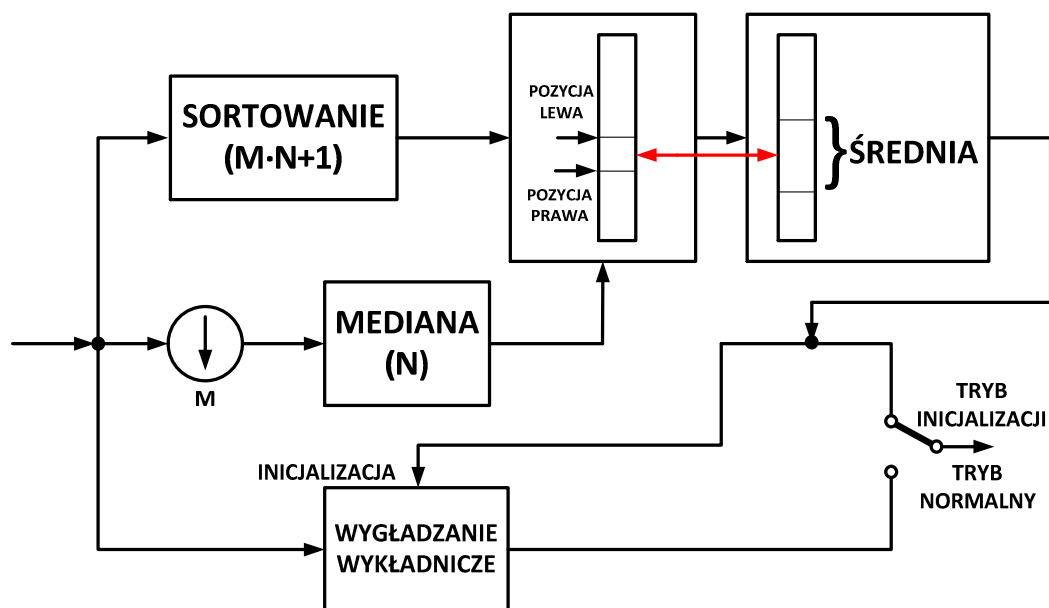 SORTOWANIE
(M·N+1)
POZYCJA
LEWA
POZYCJA
PRAWA
ŚREDNIA
M
MEDIANA
(N)
TRYB
INICJALIZACJI
TRYB
NORMALNY
INICJALIZACJA
WYGŁADZANIE
WYKŁADNICZE